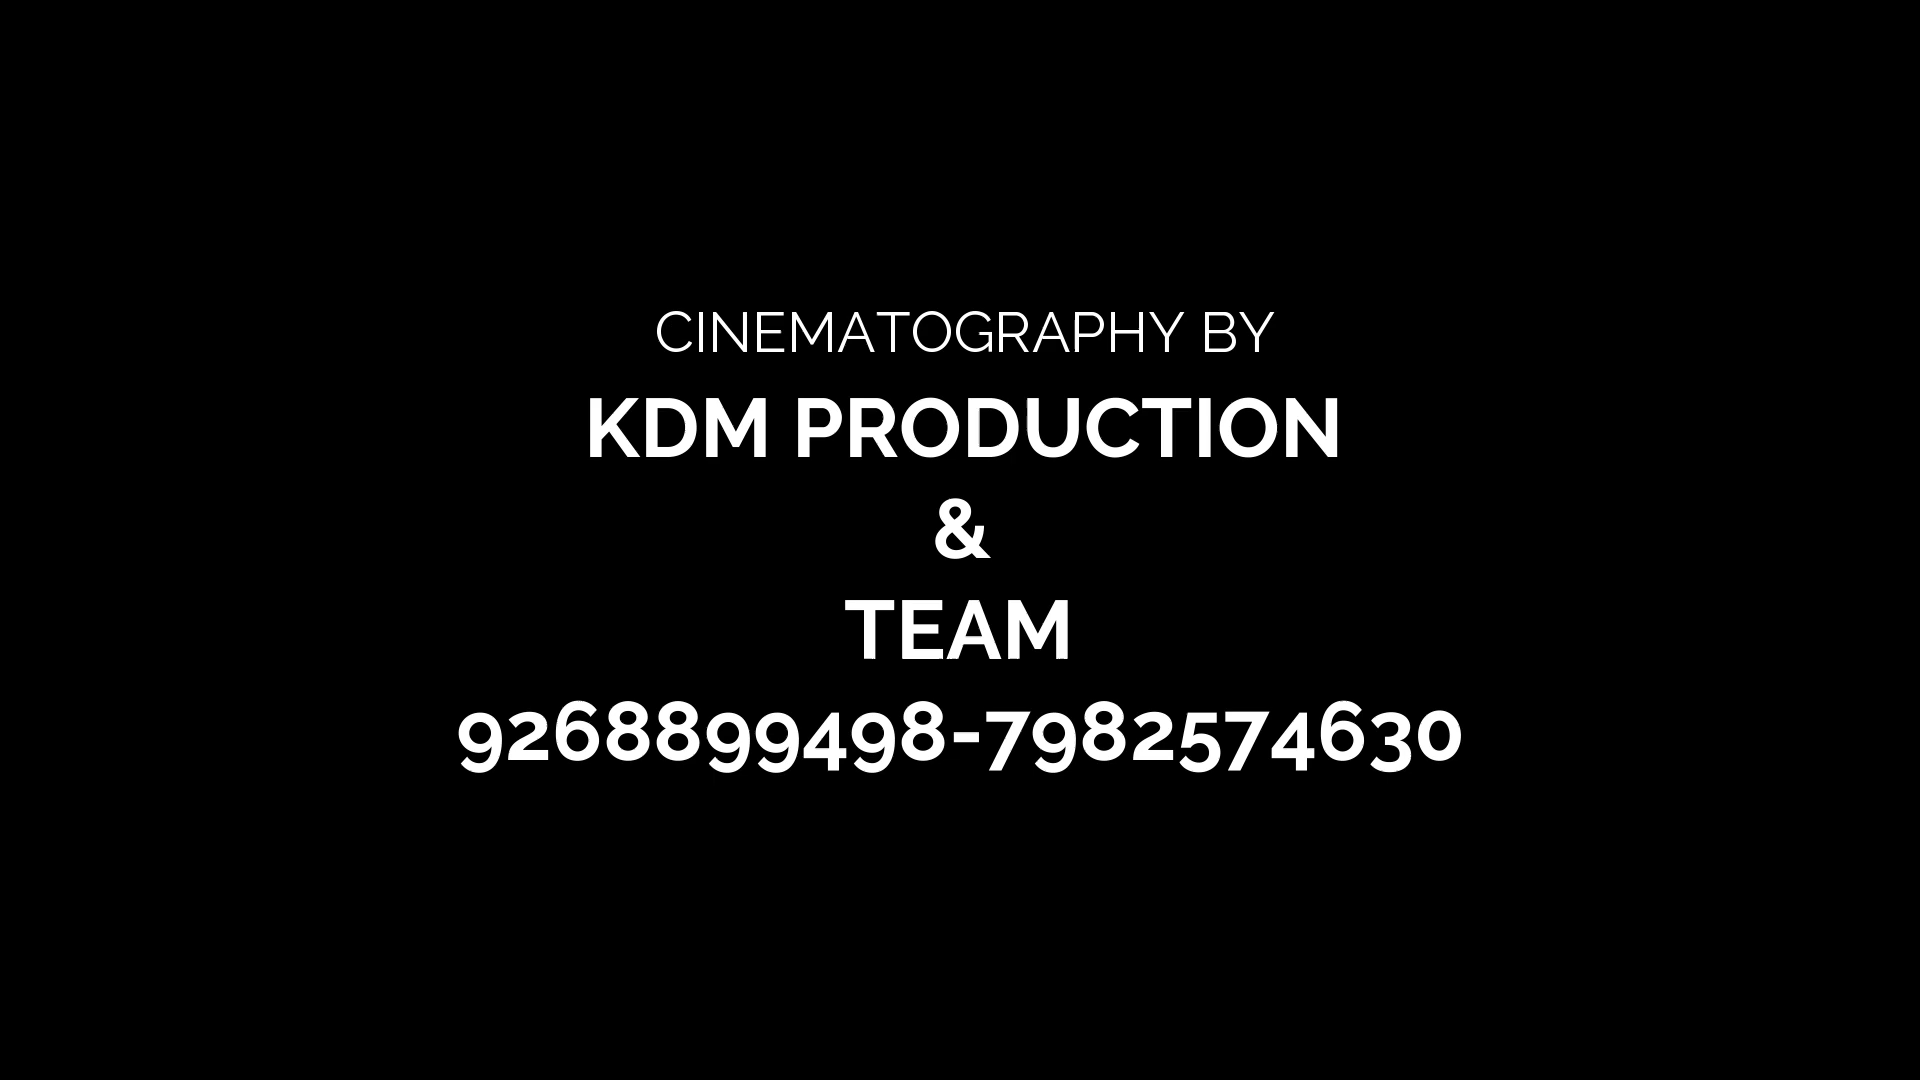 CINEMATOGRAPHY BY
KDM PRODUCTION
&
TEAM
9268899498-7982574630